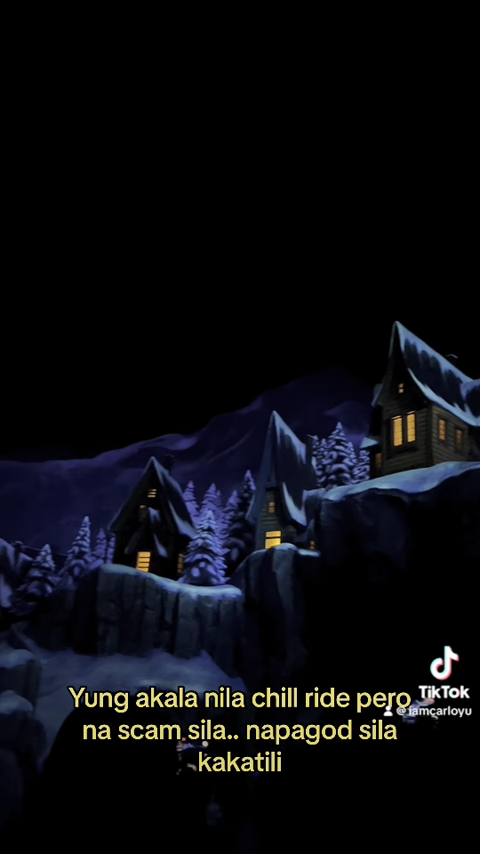 Yung akala nila chill ride pero
na scam sila.. napagod sila
kakatili
TikTok
@iamcarloyu